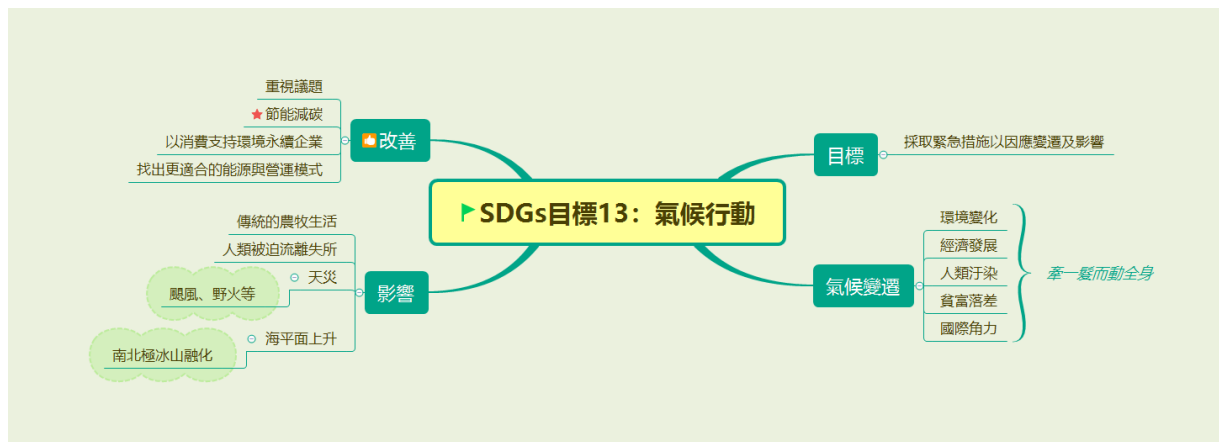 SDGs目標13：氣候行動
目標
採取緊急措施以因應變遷及影響
氣候變遷
環境變化
經濟發展
人類汙染
貧富落差
國際角力
牽一髮而動全身
改善
重視議題
節能減碳
以消費支持環境永續企業
找出更適合的能源與營運模式
影響
傳統的農牧生活
人類被迫流離失所
天災
颶風、野火等
海平面上升
南北極冰山融化